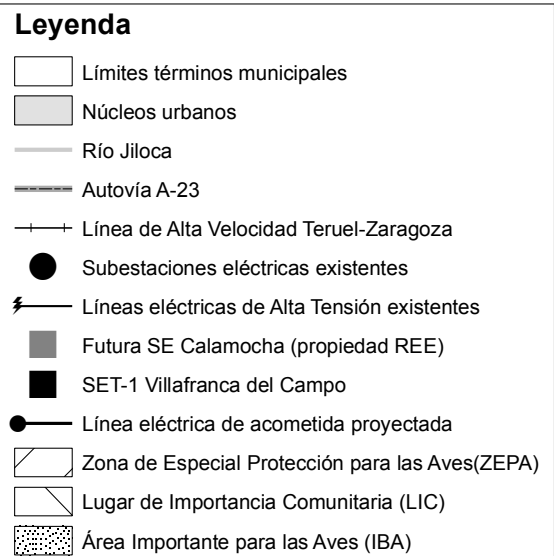 Leyenda
Límites términos municipales
Núcleos urbanos
Río Jiloca
Autovía A-23
Línea de Alta Velocidad Teruel-Zaragoza
Subestaciones eléctricas existentes
Líneas eléctricas de Alta Tensión existentes
Futura SE Calamocha (propiedad REE)
SET-1 Villafranca del Campo
Línea eléctrica de acometida proyectada
Zona de Especial Protección para las Aves(ZEPA)
Lugar de Importancia Comunitaria (LIC)
Área Importante para las Aves (IBA)